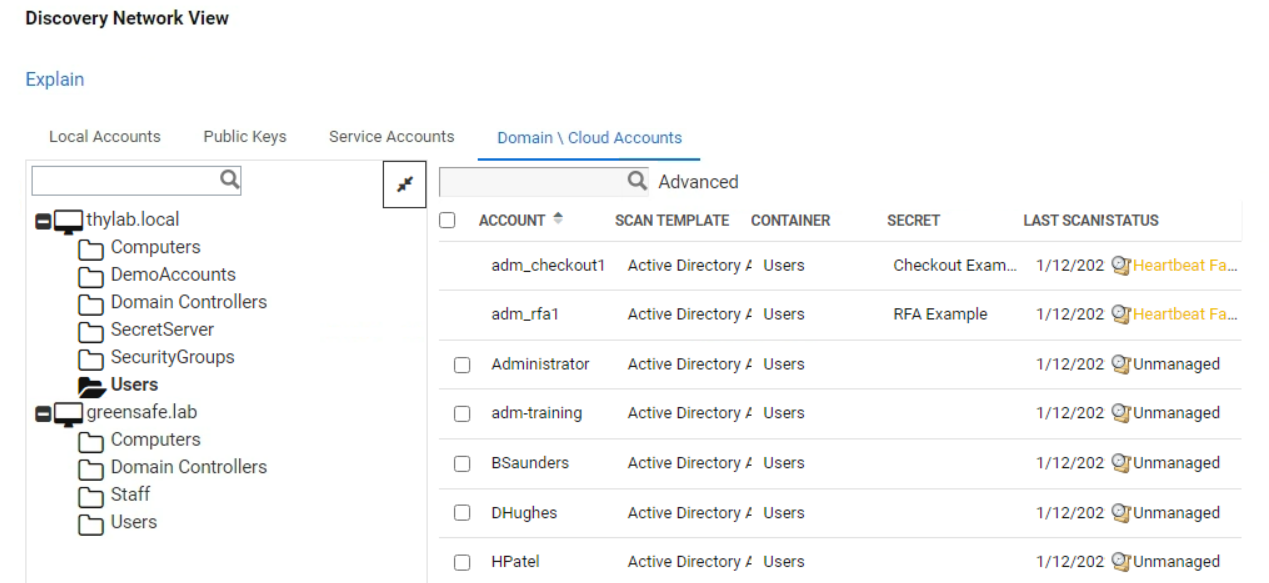 Discovery Network View
Explain
Local Accounts Public Keys Service Accounts Domain \ Cloud Accounts
Advanced
thylab.local
Computers
DemoAccounts
Domain Controllers
SecretServer
SecurityGroups
Users
greensafe.lab
Computers
Domain Controllers
Staff
Users
ACCOUNT SCAN TEMPLATE CONTAINER SECRET LAST SCANI STATUS
adm_checkout1 Active Directory A Users Checkout Exam... 1/12/202 Heartbeat Fa...
adm_rfa1 Active Directory A Users RFA Example 1/12/202 Heartbeat Fa...
Administrator Active Directory A Users 1/12/202 Unmanaged
adm-training Active Directory A Users 1/12/202 Unmanaged
BSaunders Active Directory A Users 1/12/202 Unmanaged
DHughes Active Directory A Users 1/12/202 Unmanaged
HPatel Active Directory A Users 1/12/202 Unmanaged